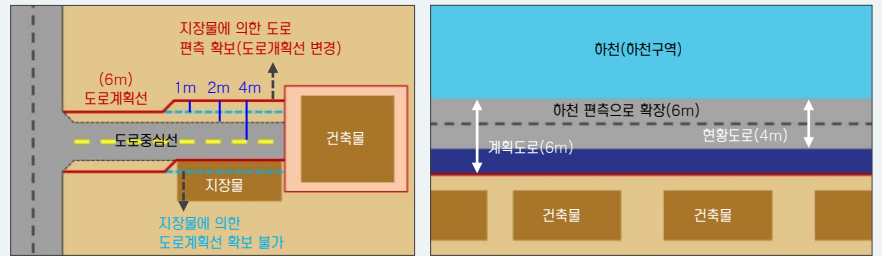 지장물에 의한 도로
편측 확보(도로개획선 변경)
(6m)
도로계획선
1m 2m 4m
도로중심선
건축물
지장물
지장물에 의한
도로계획선 확보 불가
하천(하천구역)
하천 편측으로 확장(6m)
현황도로(4m)
계획도로(6m)
건축물
건축물